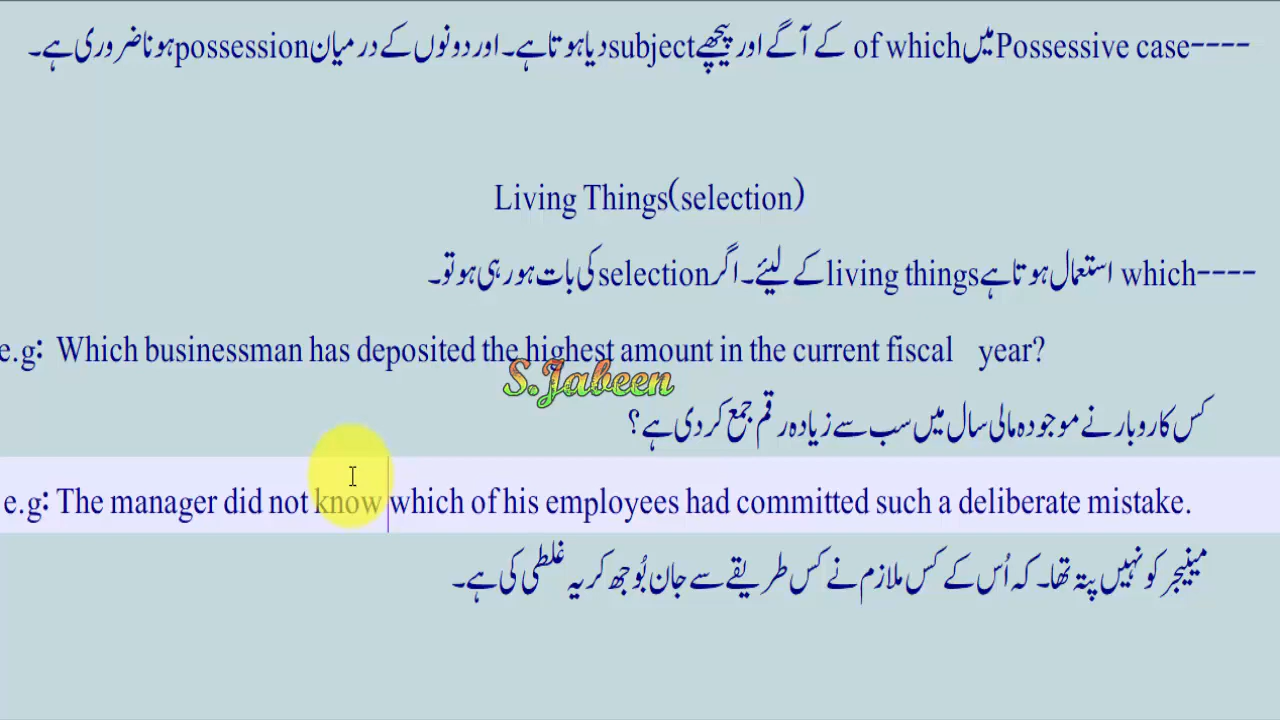 ----Possessive case میں of which کے آگے اور پیچھے subject دیا ہوتا ہے۔ اور دونوں کے درمیان possession ہونا ضروری ہے۔
Living Things(selection)
----which استعمال ہوتا ہے living things کے لیئے۔ اگر selection کی بات ہو رہی ہو تو۔
e.g: Which businessman has deposited the highest amount in the current fiscal year?
S.Jabeen
کس کاروبار نے موجودہ مالی سال میں سب سے زیادہ رقم جمع کر دی ہے؟
e.g: The manager did not know which of his employees had committed such a deliberate mistake.
مینیجر کو نہیں پتہ تھا۔ کہ اُس کے کس ملازم نے کس طریقے سے جان بُوجھ کر یہ غلطی کی ہے۔